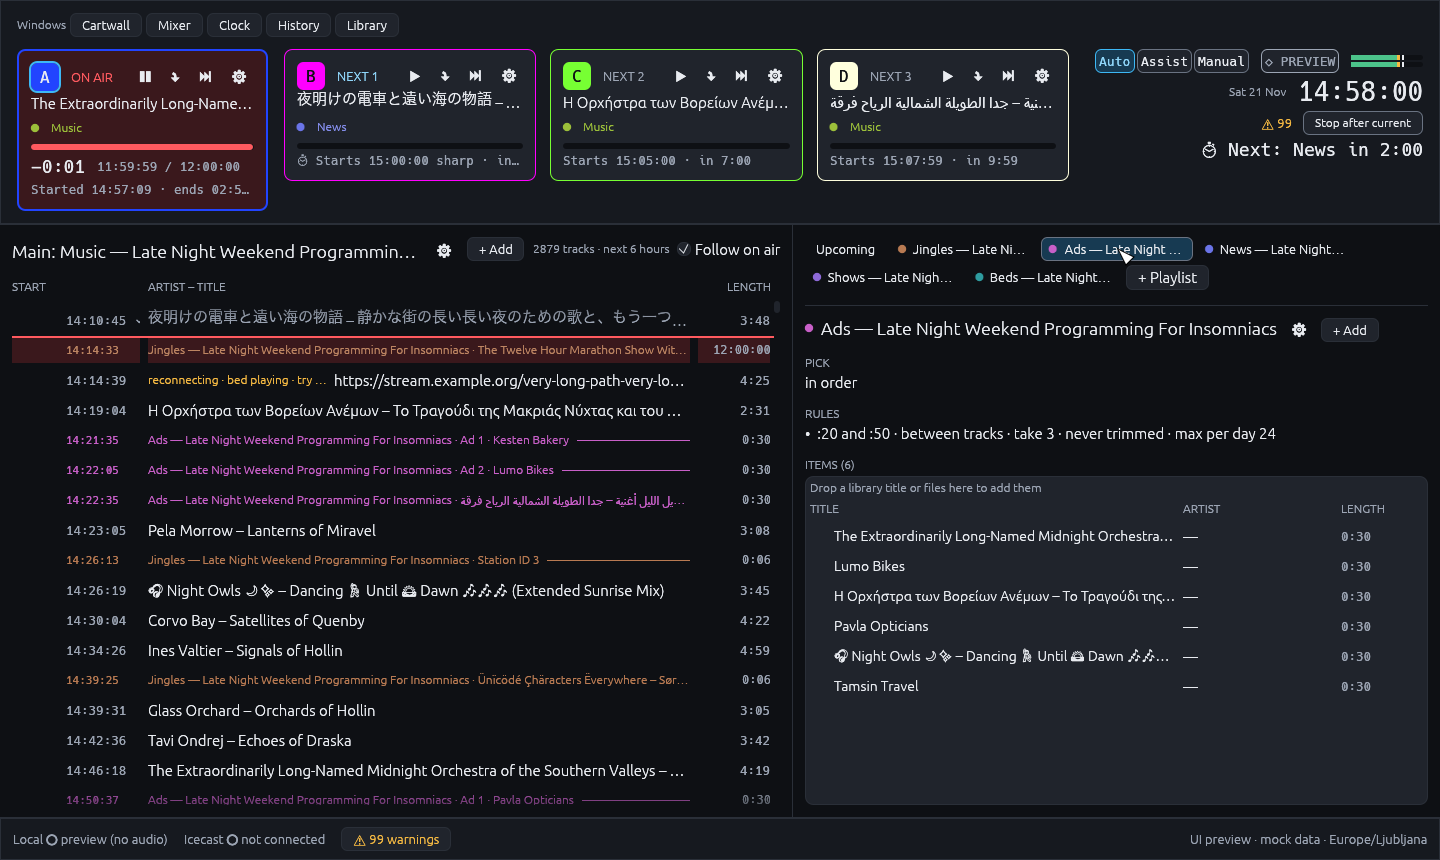 Windows Cartwall Mixer Clock History Library
A ON AIR
The Extraordinarily Long-Name…
Music
−0:01 11:59:59 / 12:00:00
Started 14:57:09 · ends 02:5…
B NEXT 1
夜明けの電車と遠い海の物語 – …
News
Starts 15:00:00 sharp · in…
C NEXT 2
Η Ορχήστρα των Βορείων Ανέμ…
Music
Starts 15:05:00 · in 7:00
D NEXT 3
…نية – جدا الطويلة الشمالية الرياح فرقة
Music
Starts 15:07:59 · in 9:59
Auto Assist Manual ◇ PREVIEW
Sat 21 Nov 14:58:00
⚠ 99 Stop after current
Next: News in 2:00
Main: Music — Late Night Weekend Programmin… + Add 2879 tracks · next 6 hours ✓ Follow on air
START ARTIST – TITLE LENGTH
14:10:45 、夜明けの電車と遠い海の物語 – 静かな街の長い長い夜のための歌と、もう一つ… 3:48
14:14:33 Jingles — Late Night Weekend Programming For Insomniacs · The Twelve Hour Marathon Show Wit… 12:00:00
14:14:39 reconnecting · bed playing · try … https://stream.example.org/very-long-path-very-lo… 4:25
14:19:04 Η Ορχήστρα των Βορείων Ανέμων – Το Τραγούδι της Μακριάς Νύχτας και του … 2:31
14:21:35 Ads — Late Night Weekend Programming For Insomniacs · Ad 1 · Kesten Bakery 0:30
14:22:05 Ads — Late Night Weekend Programming For Insomniacs · Ad 2 · Lumo Bikes 0:30
14:22:35 Ads — Late Night Weekend Programming For Insomniacs · …يل الليل أغنية – جدا الطويلة الشمالية الرياح فرقة 0:30
14:23:05 Pela Morrow – Lanterns of Miravel 3:08
14:26:13 Jingles — Late Night Weekend Programming For Insomniacs · Station ID 3 0:06
14:26:19 🎧 Night Owls 🌙✨ – Dancing 💃 Until 🌅 Dawn 🎶🎶🎶 (Extended Sunrise Mix) 3:45
14:30:04 Corvo Bay – Satellites of Quenby 4:22
14:34:26 Ines Valtier – Signals of Hollin 4:59
14:39:25 Jingles — Late Night Weekend Programming For Insomniacs · Ünïcödé Çhäracters Ëverywhere – Sør… 0:06
14:39:31 Glass Orchard – Orchards of Hollin 3:05
14:42:36 Tavi Ondrej – Echoes of Draska 3:42
14:46:18 The Extraordinarily Long-Named Midnight Orchestra of the Southern Valleys – … 4:19
14:50:37 Ads — Late Night Weekend Programming For Insomniacs · Ad 1 · Pavla Opticians 0:30
Upcoming Jingles — Late Ni… Ads — Late Night … News — Late Night…
Shows — Late Nigh… Beds — Late Night… + Playlist
Ads — Late Night Weekend Programming For Insomniacs + Add
PICK
in order
RULES
• :20 and :50 · between tracks · take 3 · never trimmed · max per day 24
ITEMS (6)
Drop a library title or files here to add them
TITLE ARTIST LENGTH
The Extraordinarily Long-Named Midnight Orchestra… — 0:30
Lumo Bikes — 0:30
Η Ορχήστρα των Βορείων Ανέμων – Το Τραγούδι της… — 0:30
Pavla Opticians — 0:30
🎧 Night Owls 🌙✨ – Dancing 💃 Until 🌅 Dawn 🎶🎶… — 0:30
Tamsin Travel — 0:30
Local preview (no audio) Icecast not connected ⚠ 99 warnings UI preview · mock data · Europe/Ljubljana